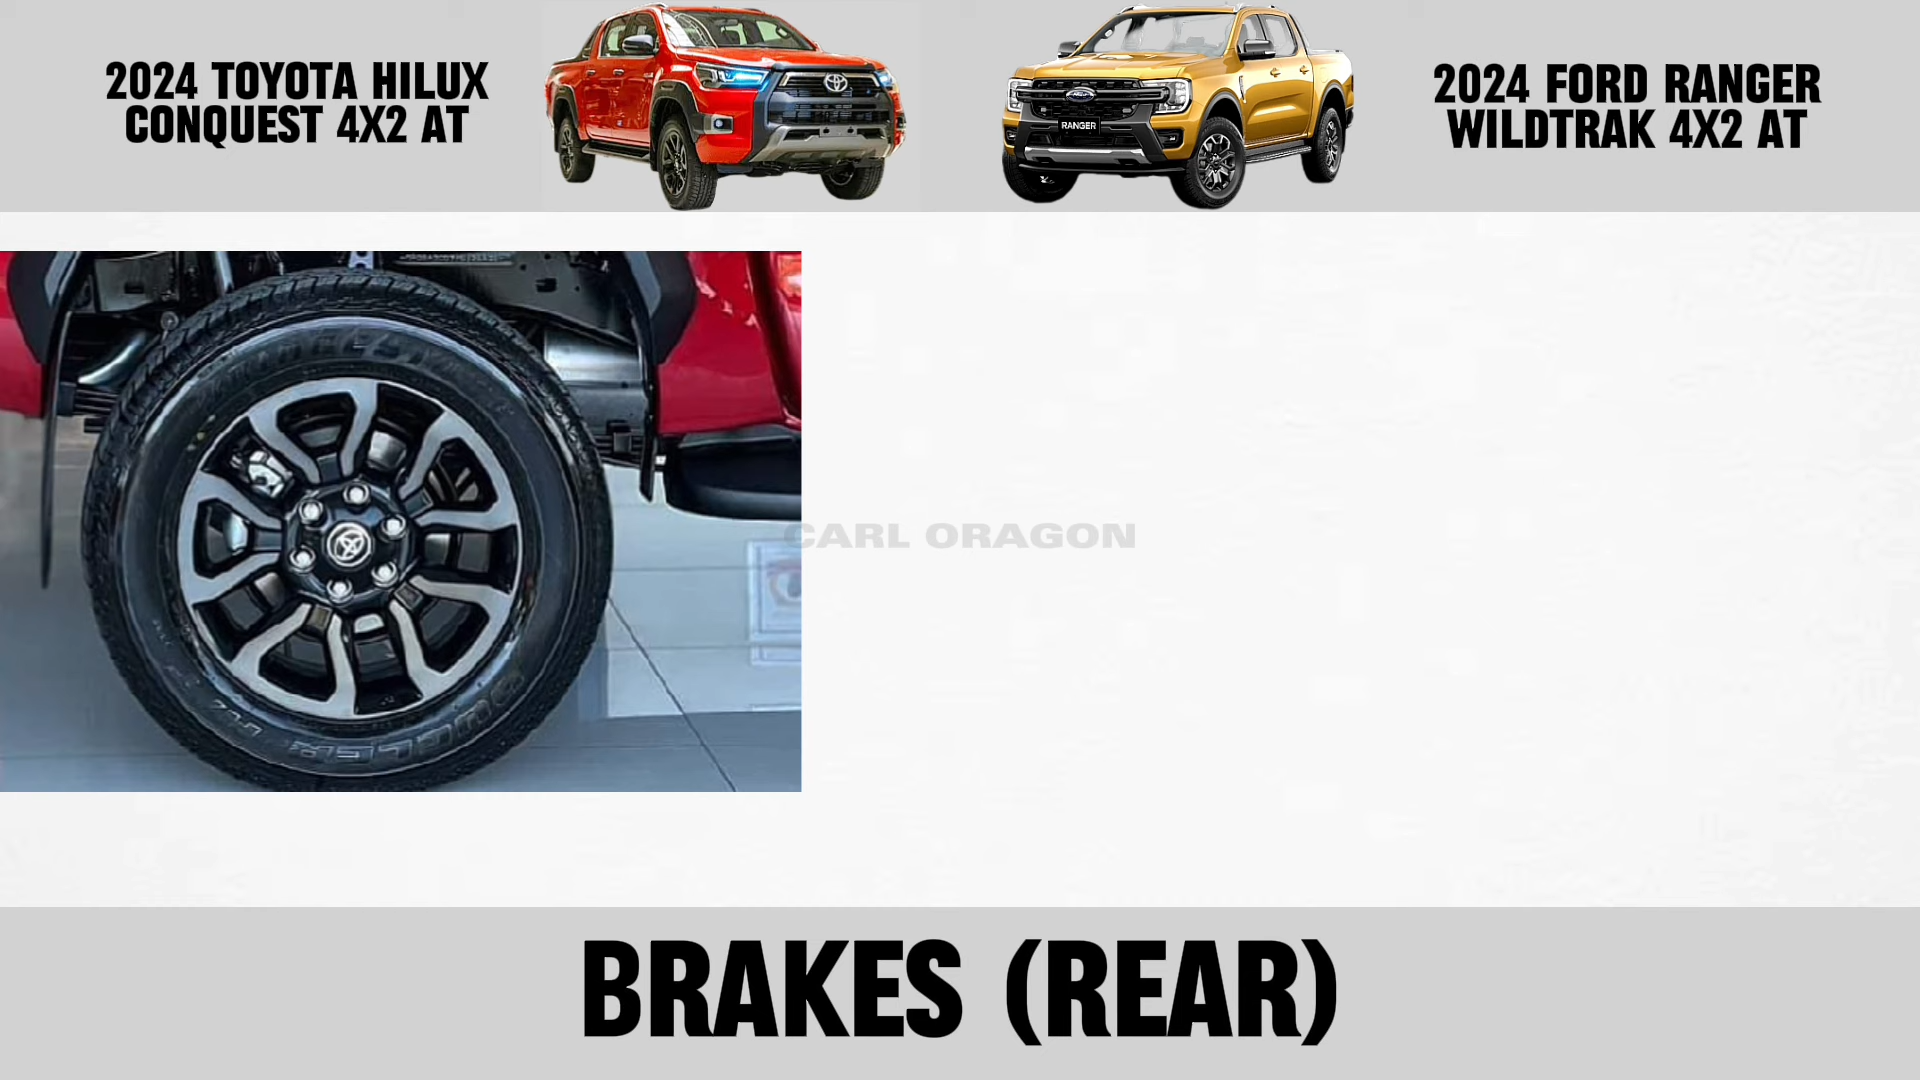 2024 TOYOTA HILUX
CONQUEST 4X2 AT
RANGER
2024 FORD RANGER
WILDTRAK 4X2 AT
CARL ORAGON
BRAKES (REAR)